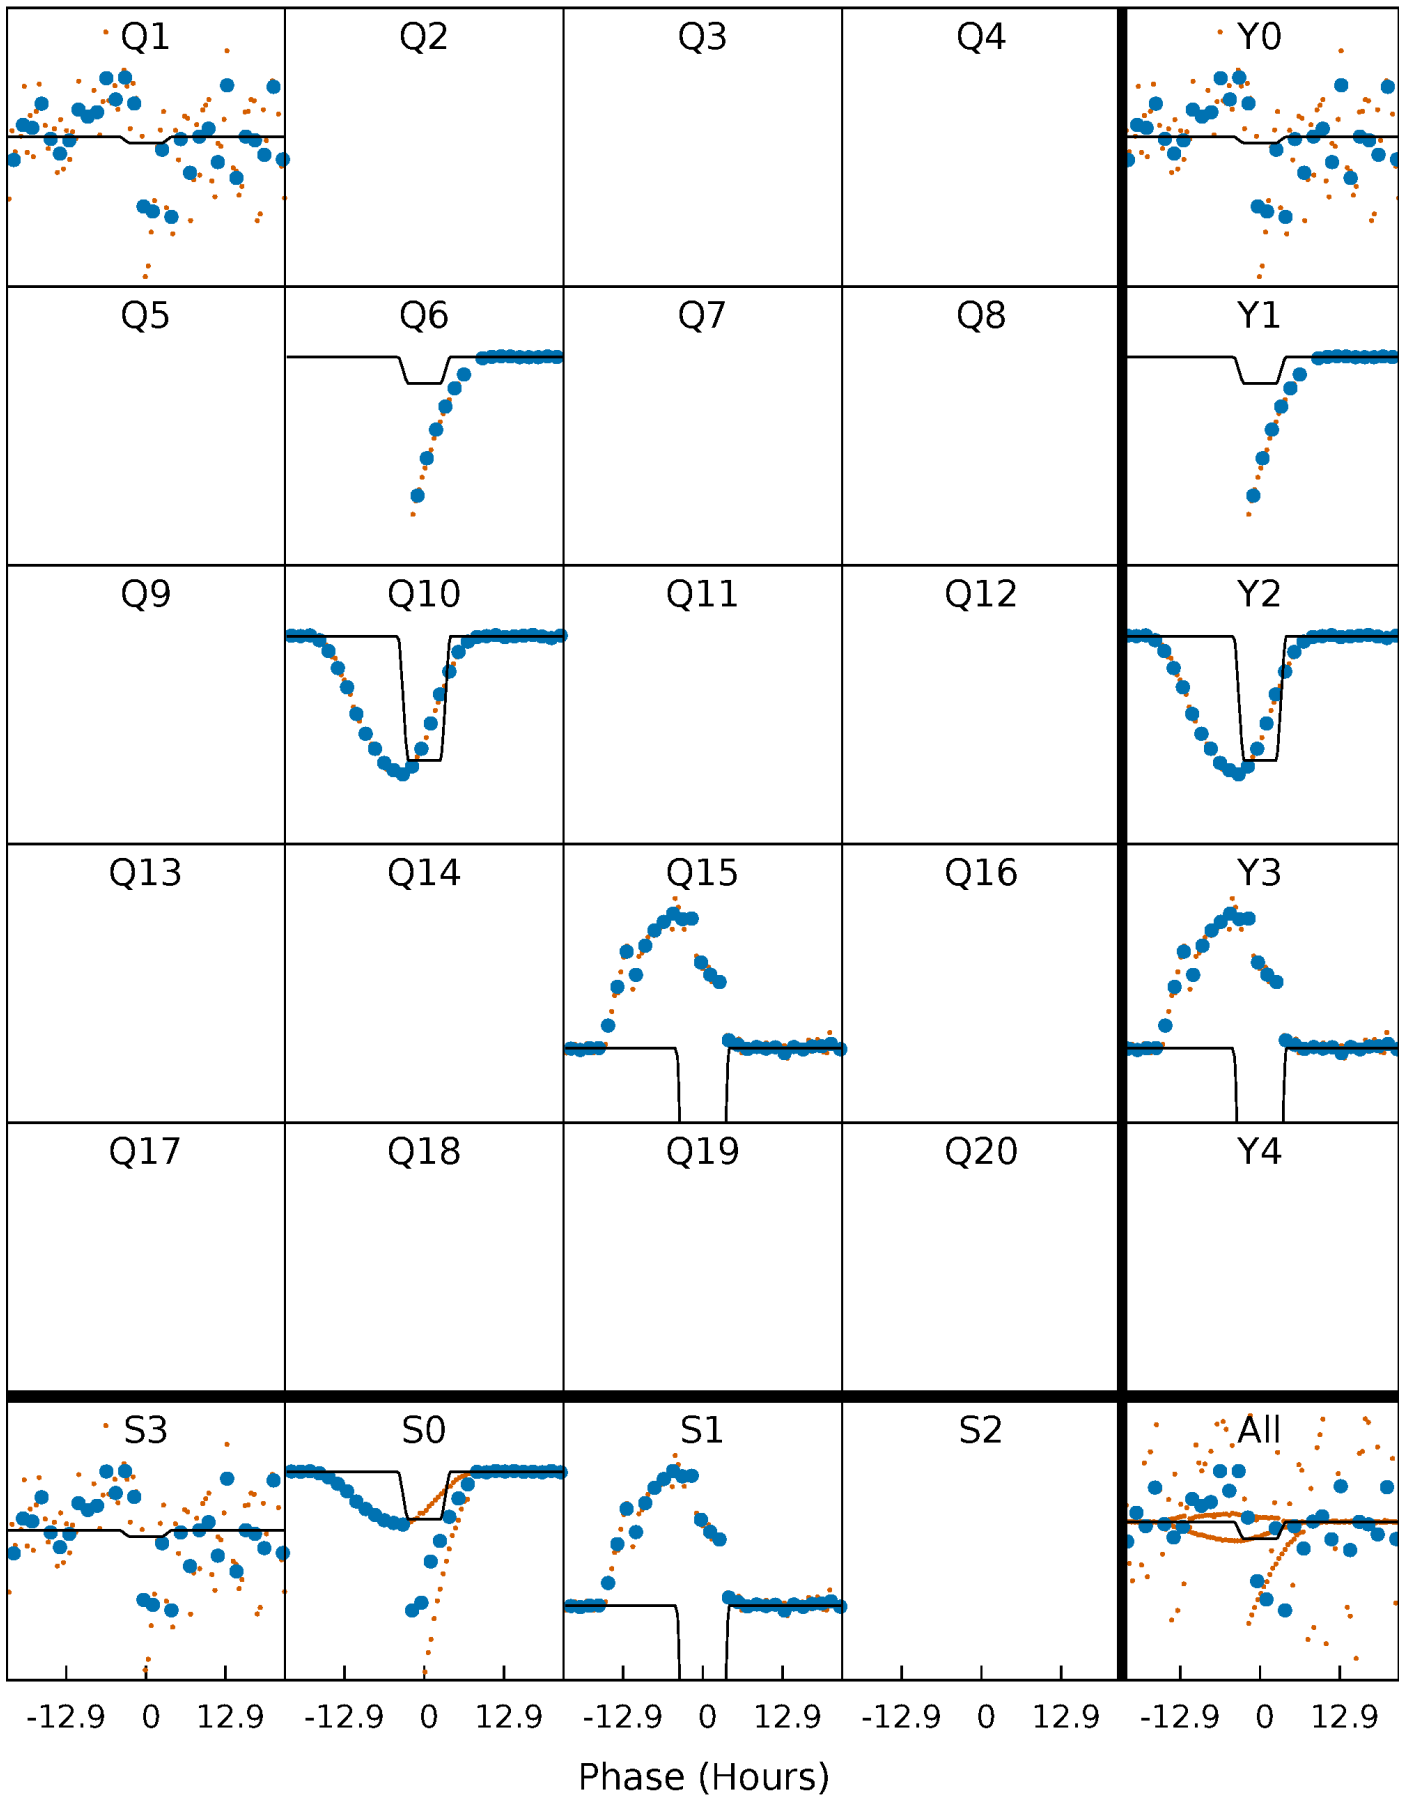 Q1 Q2 Q3 Q4 Y0
Q5 Q6 Q7 Q8 Y1
Q9 Q10 Q11 Q12 Y2
Q13 Q14 Q15 Q16 Y3
Q17 Q18 Q19 Q20 Y4
S3 S0 S1 S2 All
-12.9 0 12.9 -12.9 0 12.9 -12.9 0 12.9 -12.9 0 12.9 -12.9 0 12.9
Phase (Hours)